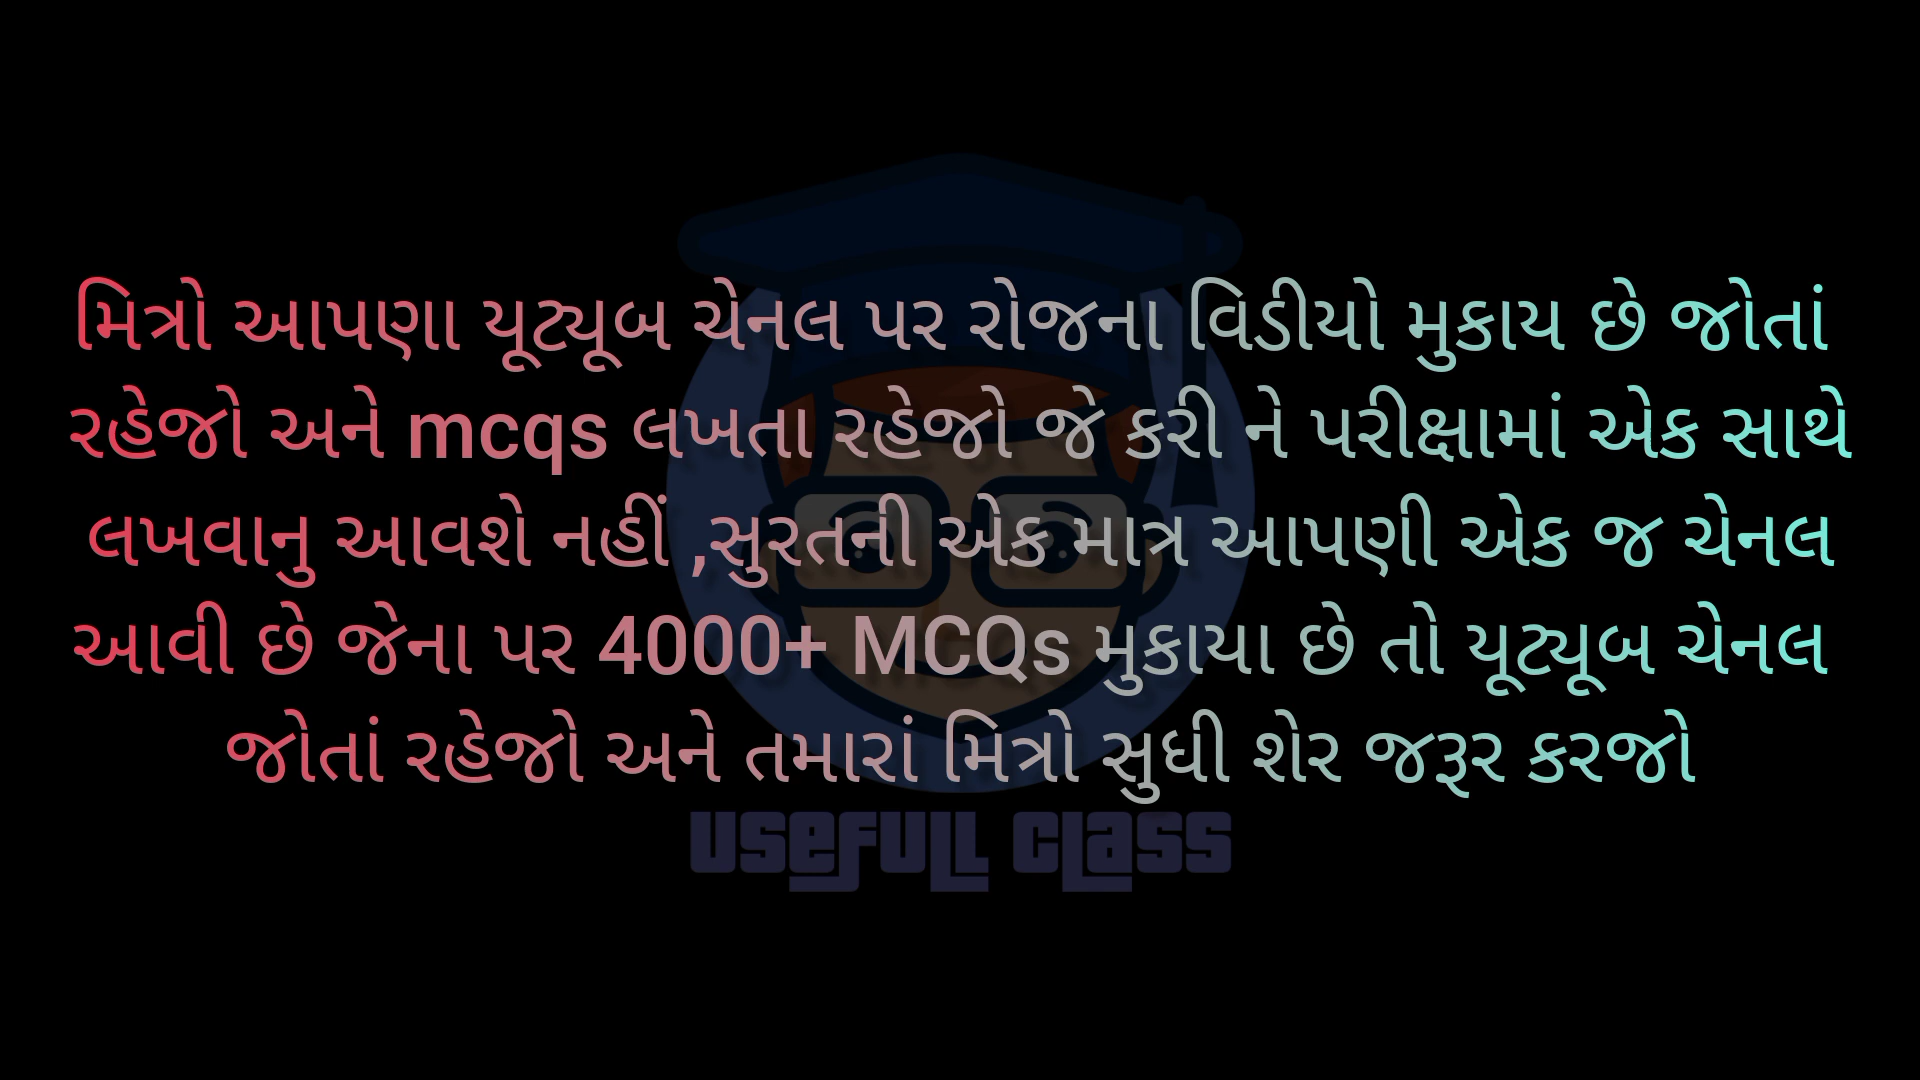 મિત્રો આપણા યૂટ્યૂબ ચેનલ પર રોજના વિડીયો મુકાય છે જોતાં
રહેજો અને mcqs લખતા રહેજો જે કરી ને પરીક્ષામાં એક સાથે
લખવાનુ આવશે નહીં ,સુરતની એક માત્ર આપણી એક જ ચેનલ
આવી છે જેના પર 4000+ MCQs મુકાયા છે તો યૂટ્યૂબ ચેનલ
જોતાં રહેજો અને તમારાં મિત્રો સુધી શેર જરૂર કરજો
USEFULL CLASS